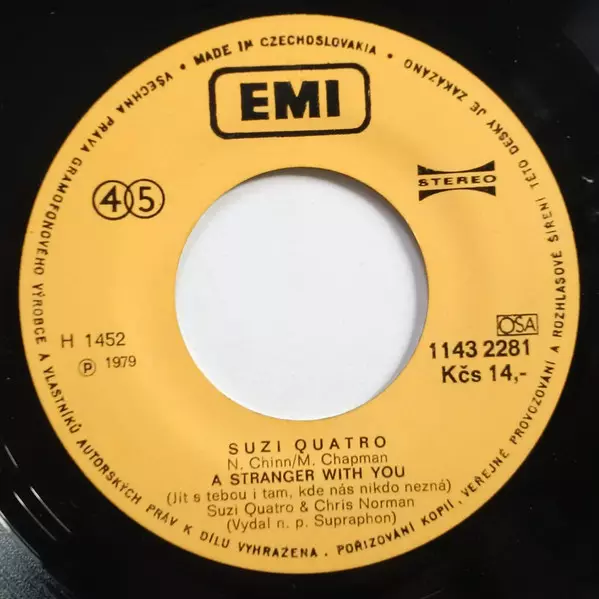 MADE IN CZECHOSLOVAKIA • VŠECHNA PRÁVA GRAMOFONOVÉHO VÝROBCE A VLASTNÍKŮ AUTORSKÝCH PRÁV K DÍLU VYHRAŽENA. POŘIZOVÁNÍ KOPIÍ, VEŘEJNÉ PROVOZOVÁNÍ A ROZHLASOVÉ ŠÍŘENÍ TÉTO DESKY JE ZAKÁZÁNO •
EMI
45
STEREO
H 1452
℗ 1979
OSA
1143 2281
Kčs 14,-
SUZI QUATRO
N. Chinn/M. Chapman
A STRANGER WITH YOU
(Jít s tebou i tam, kde nás nikdo nezná)
Suzi Quatro & Chris Norman
(Vydal n. p. Supraphon)